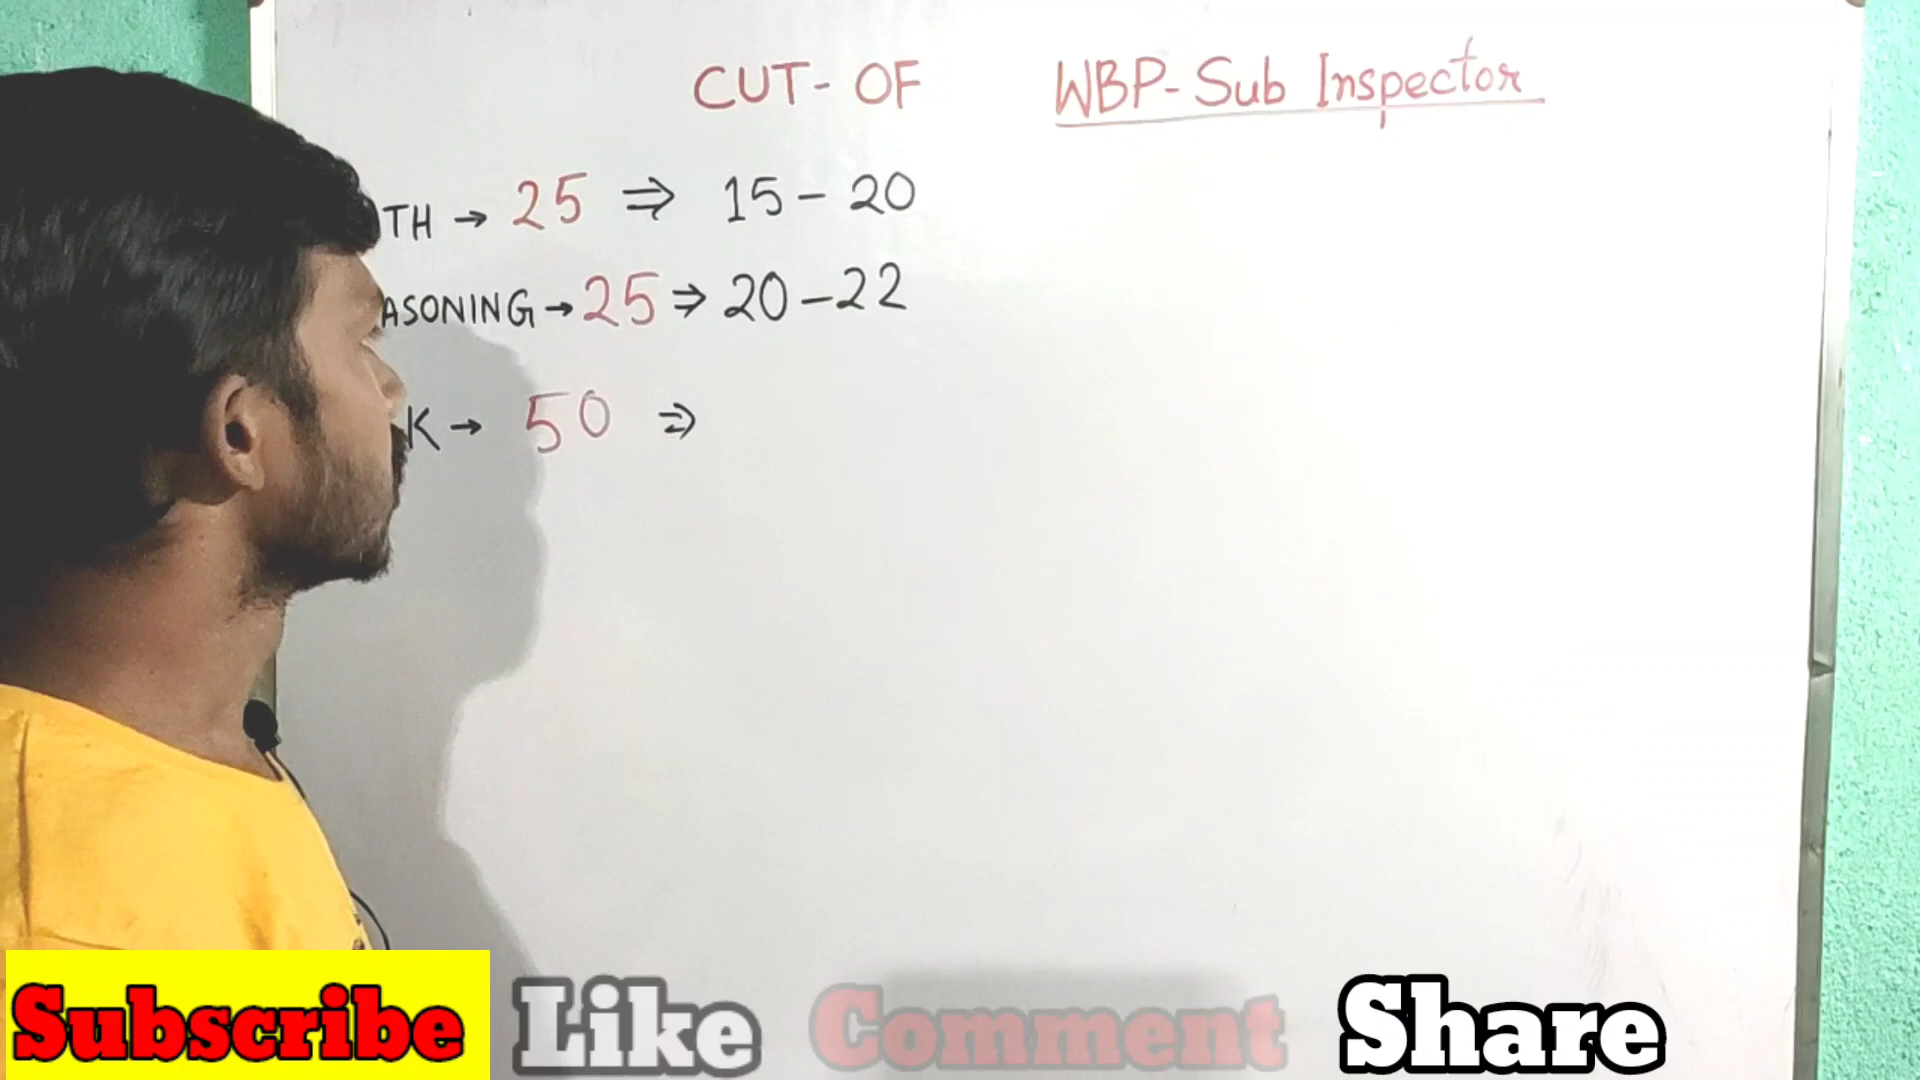 CUT-OF WBP-Sub Inspector
TH → 25 ⇒ 15-20
ASONING → 25 ⇒ 20-22
K → 50 ⇒
Subscribe Like Comment Share